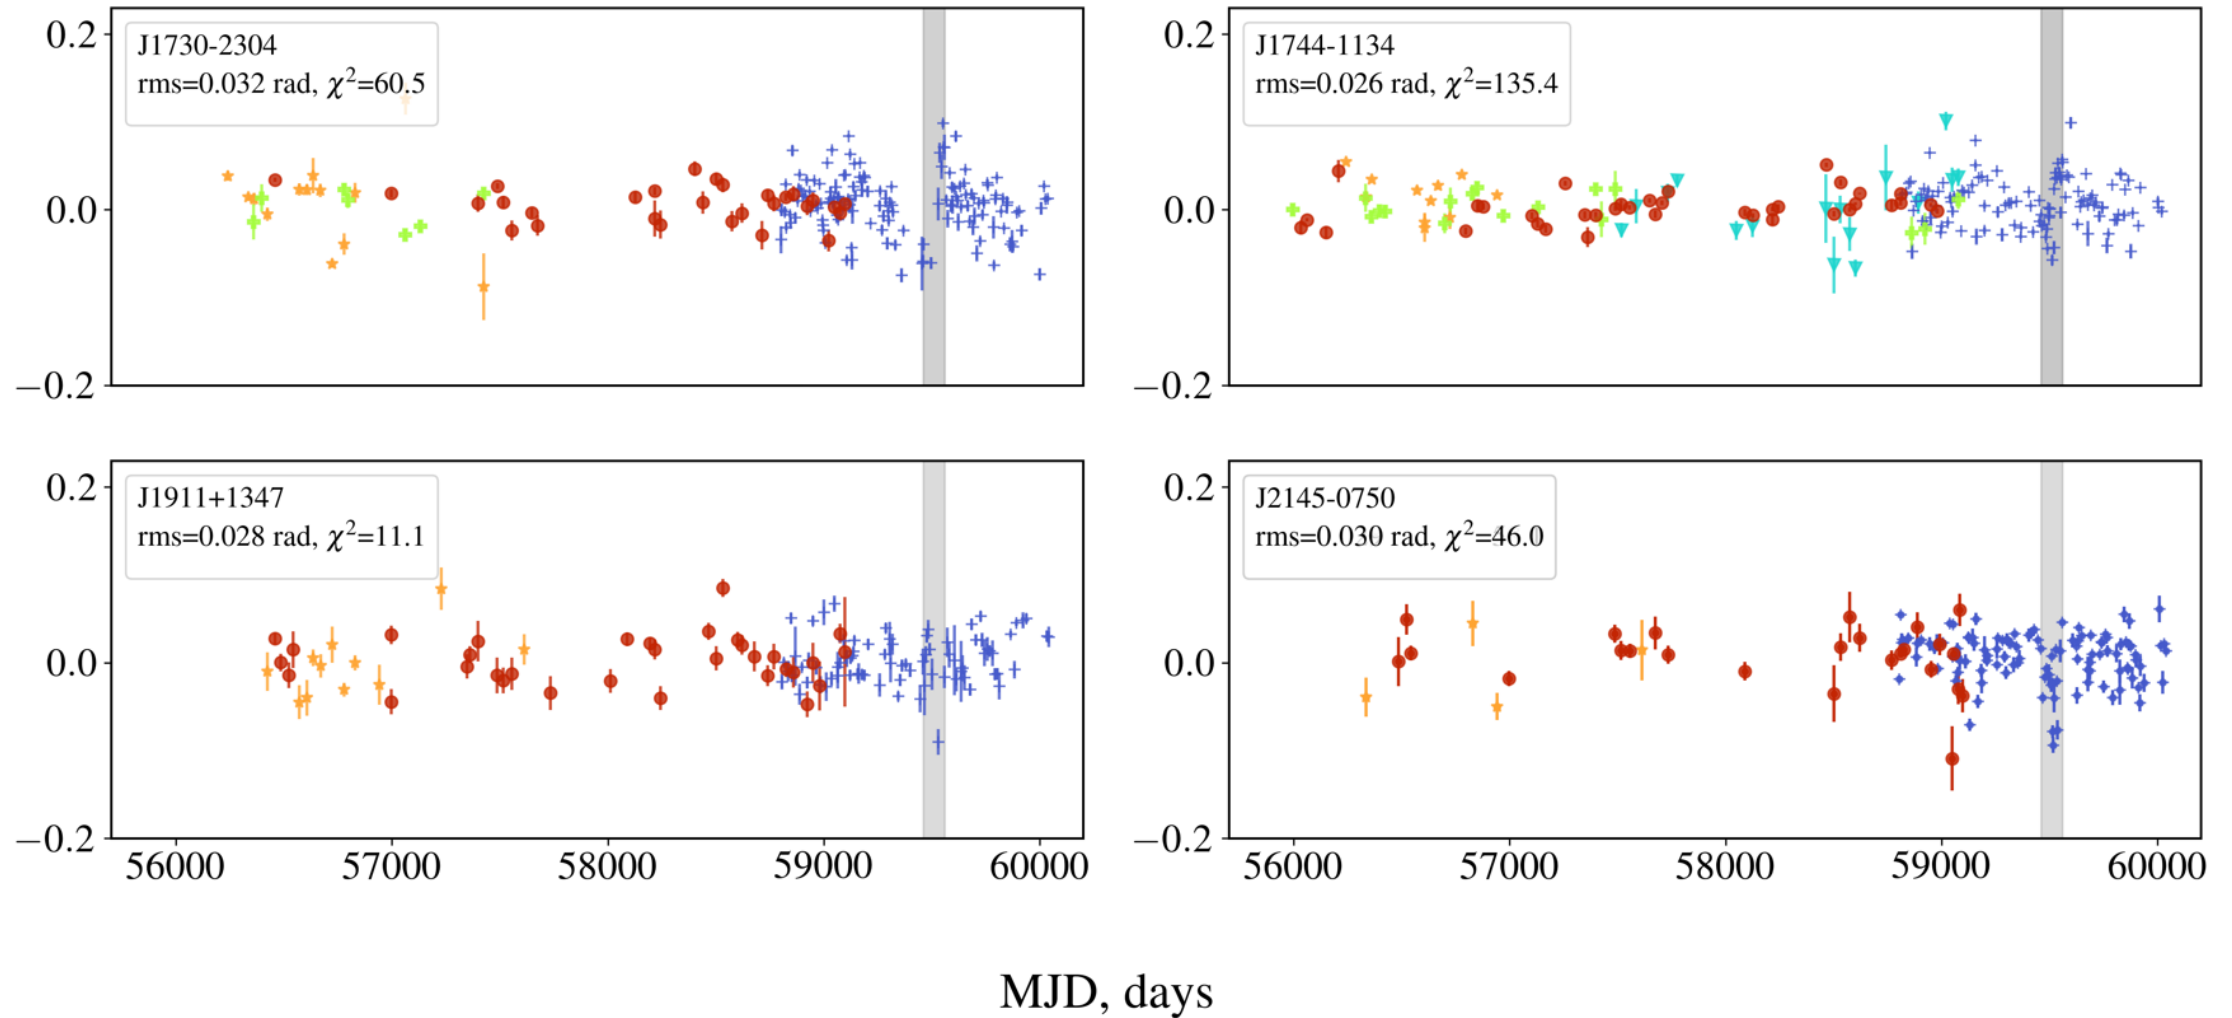 J1730-2304
rms=0.032 rad, χ²=60.5
0.2
0.0
−0.2
J1744-1134
rms=0.026 rad, χ²=135.4
0.2
0.0
−0.2
J1911+1347
rms=0.028 rad, χ²=11.1
0.2
0.0
−0.2
56000 57000 58000 59000 60000
J2145-0750
rms=0.030 rad, χ²=46.0
0.2
0.0
−0.2
56000 57000 58000 59000 60000
MJD, days